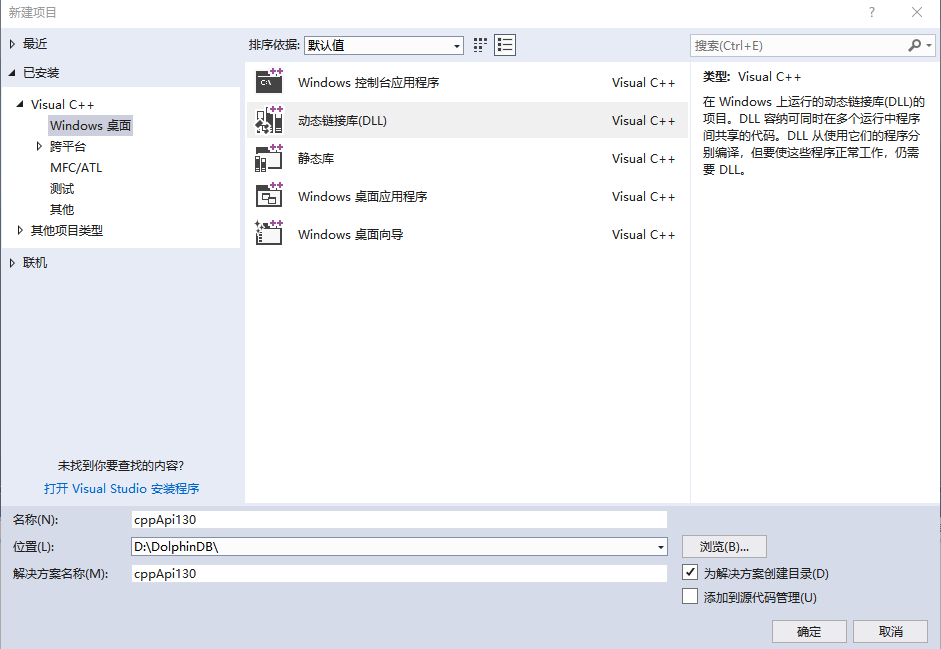 新建项目
?
最近
已安装
Visual C++
Windows 桌面
跨平台
MFC/ATL
测试
其他
其他项目类型
联机
未找到你要查找的内容?
打开 Visual Studio 安装程序
排序依据: 默认值
Windows 控制台应用程序 Visual C++
动态链接库(DLL) Visual C++
静态库 Visual C++
Windows 桌面应用程序 Visual C++
Windows 桌面向导 Visual C++
搜索(Ctrl+E)
类型: Visual C++
在 Windows 上运行的动态链接库(DLL)的
项目。DLL 容纳可同时在多个运行中程序
间共享的代码。DLL 从使用它们的程序分
别编译，但要使这些程序正常工作，仍需
要 DLL。
名称(N): cppApi130
位置(L): D:\DolphinDB\ 浏览(B)...
解决方案名称(M): cppApi130
为解决方案创建目录(D)
添加到源代码管理(U)
确定 取消